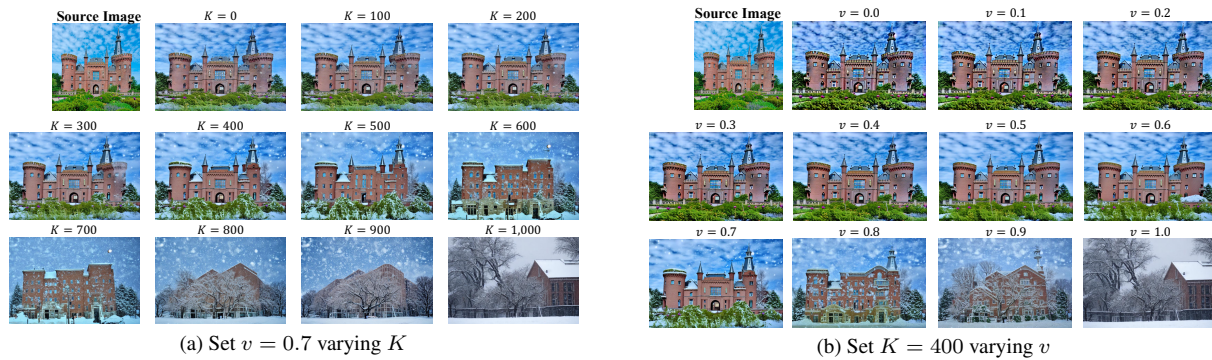 Source Image K = 0 K = 100 K = 200
K = 300 K = 400 K = 500 K = 600
K = 700 K = 800 K = 900 K = 1,000
(a) Set v = 0.7 varying K
Source Image v = 0.0 v = 0.1 v = 0.2
v = 0.3 v = 0.4 v = 0.5 v = 0.6
v = 0.7 v = 0.8 v = 0.9 v = 1.0
(b) Set K = 400 varying v